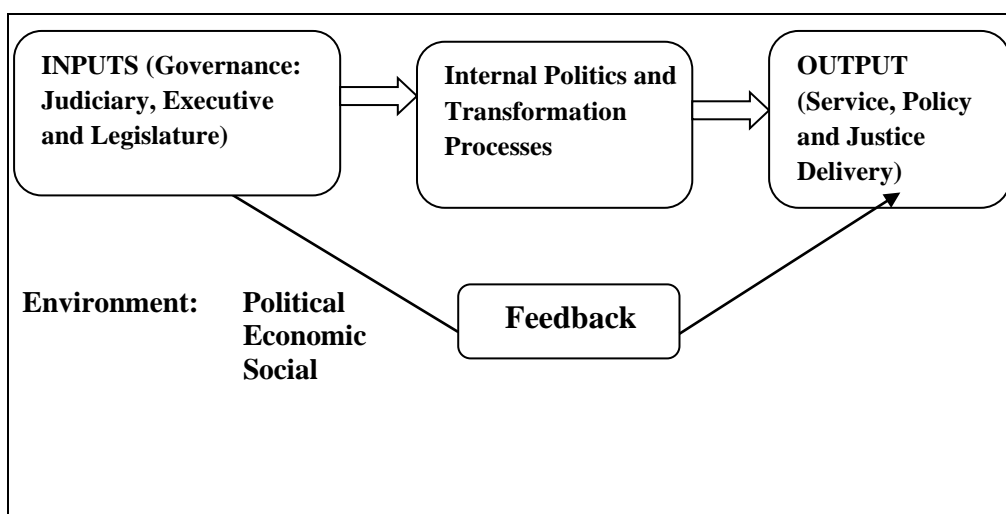 INPUTS (Governance:
Judiciary, Executive
and Legislature)
Internal Politics and
Transformation
Processes
OUTPUT
(Service, Policy
and Justice
Delivery)
Environment: Political
Economic
Social
Feedback